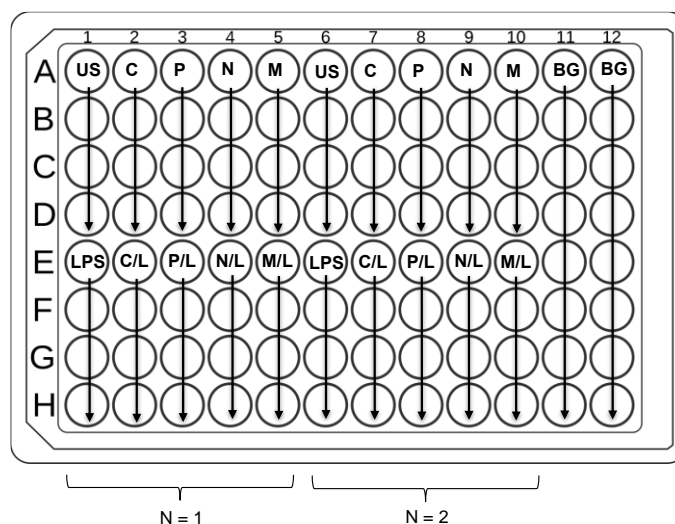 1 2 3 4 5 6 7 8 9 10 11 12
A US C P N M US C P N M BG BG
B
C
D
E LPS C/L P/L N/L M/L LPS C/L P/L N/L M/L
F
G
H
N = 1 N = 2